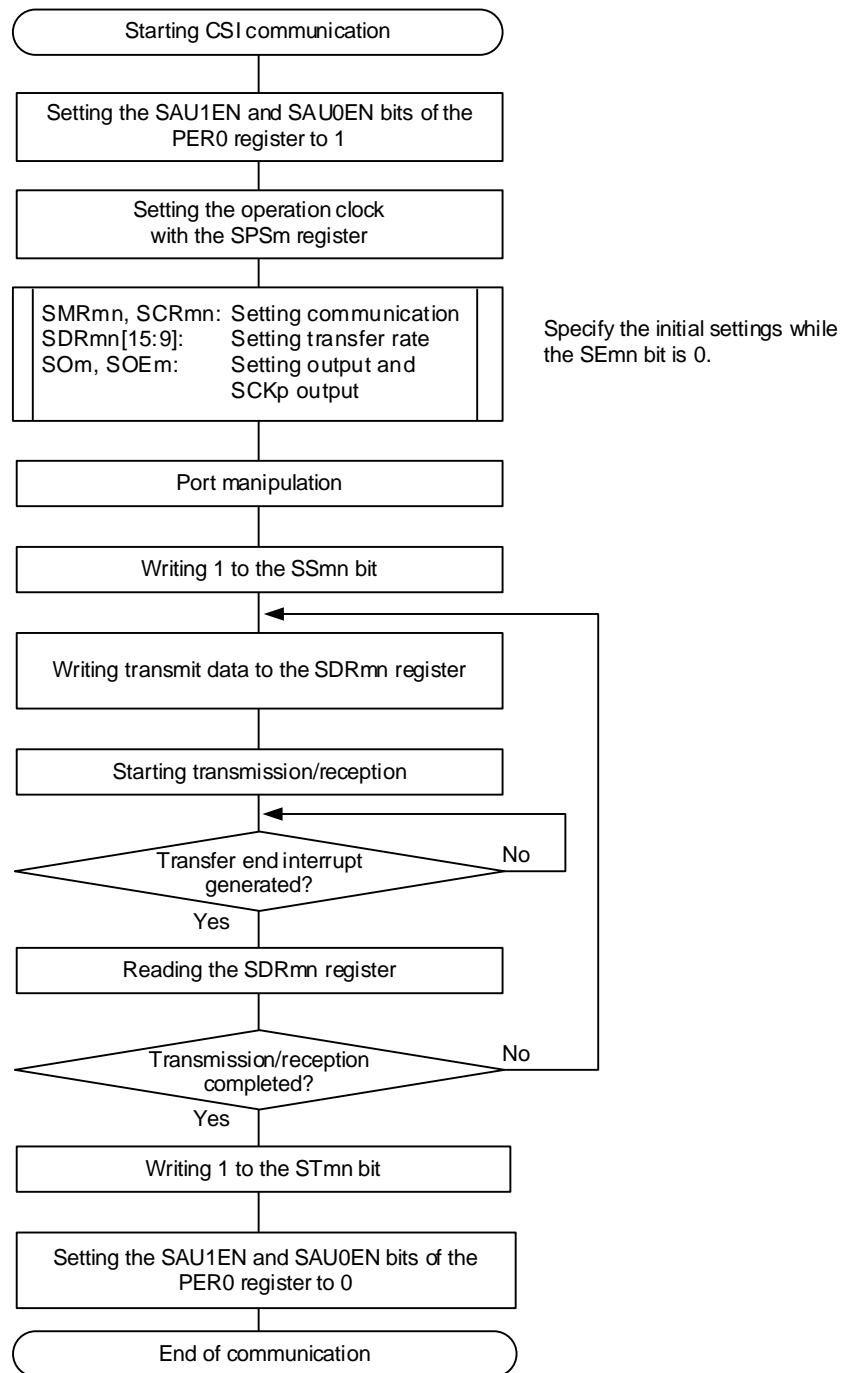 Starting CSI communication
Setting the SAU1EN and SAU0EN bits of the
PER0 register to 1
Setting the operation clock
with the SPSm register
SMRmn, SCRmn: Setting communication
SDRmn[15:9]: Setting transfer rate
SOm, SOEm: Setting output and
SCKp output
Specify the initial settings while
the SEmn bit is 0.
Port manipulation
Writing 1 to the SSmn bit
Writing transmit data to the SDRmn register
Starting transmission/reception
Transfer end interrupt
generated?
No
Yes
Reading the SDRmn register
Transmission/reception
completed?
No
Yes
Writing 1 to the STmn bit
Setting the SAU1EN and SAU0EN bits of the
PER0 register to 0
End of communication